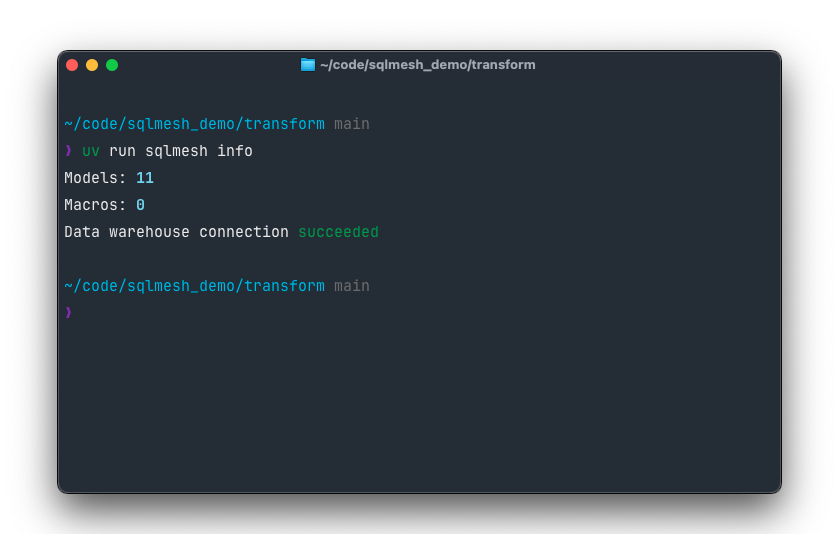 ~/code/sqlmesh_demo/transform
~/code/sqlmesh_demo/transform main
❯ uv run sqlmesh info
Models: 11
Macros: 0
Data warehouse connection succeeded
~/code/sqlmesh_demo/transform main
❯